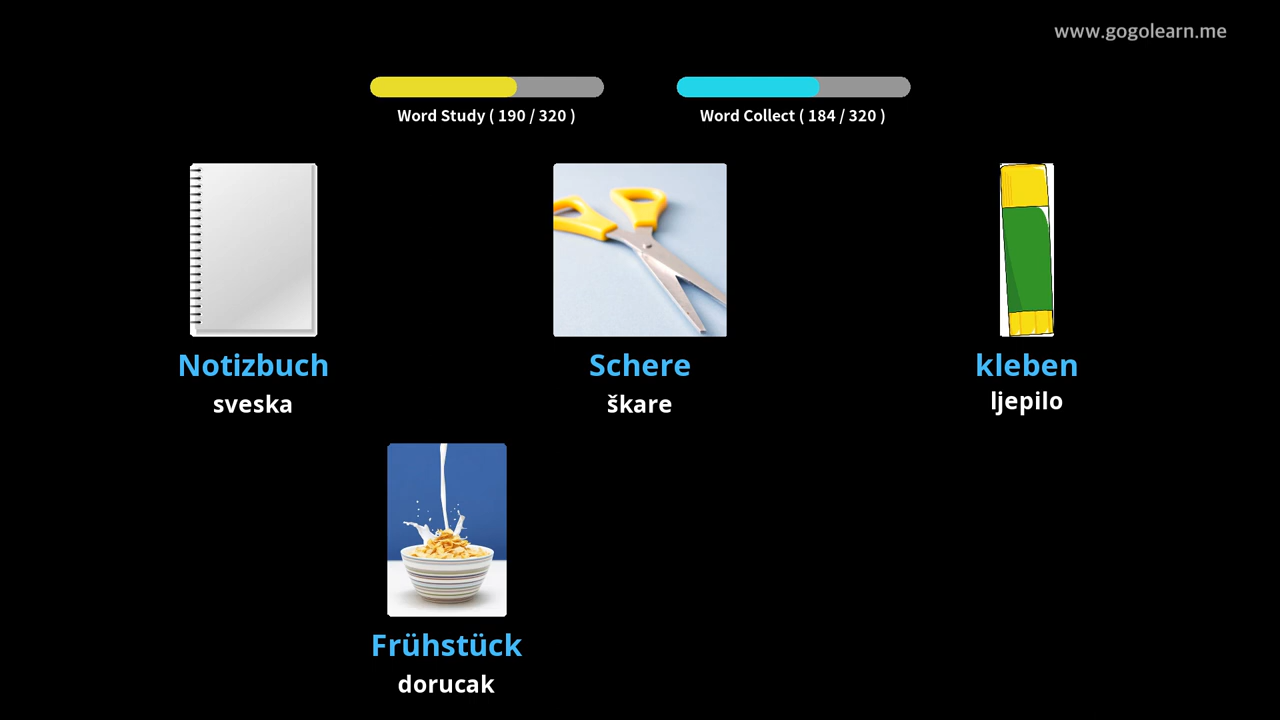 www.gogolearn.me
Word Study ( 190 / 320 )
Word Collect ( 184 / 320 )
Notizbuch
sveska
Schere
škare
kleben
ljepilo
Frühstück
dorucak